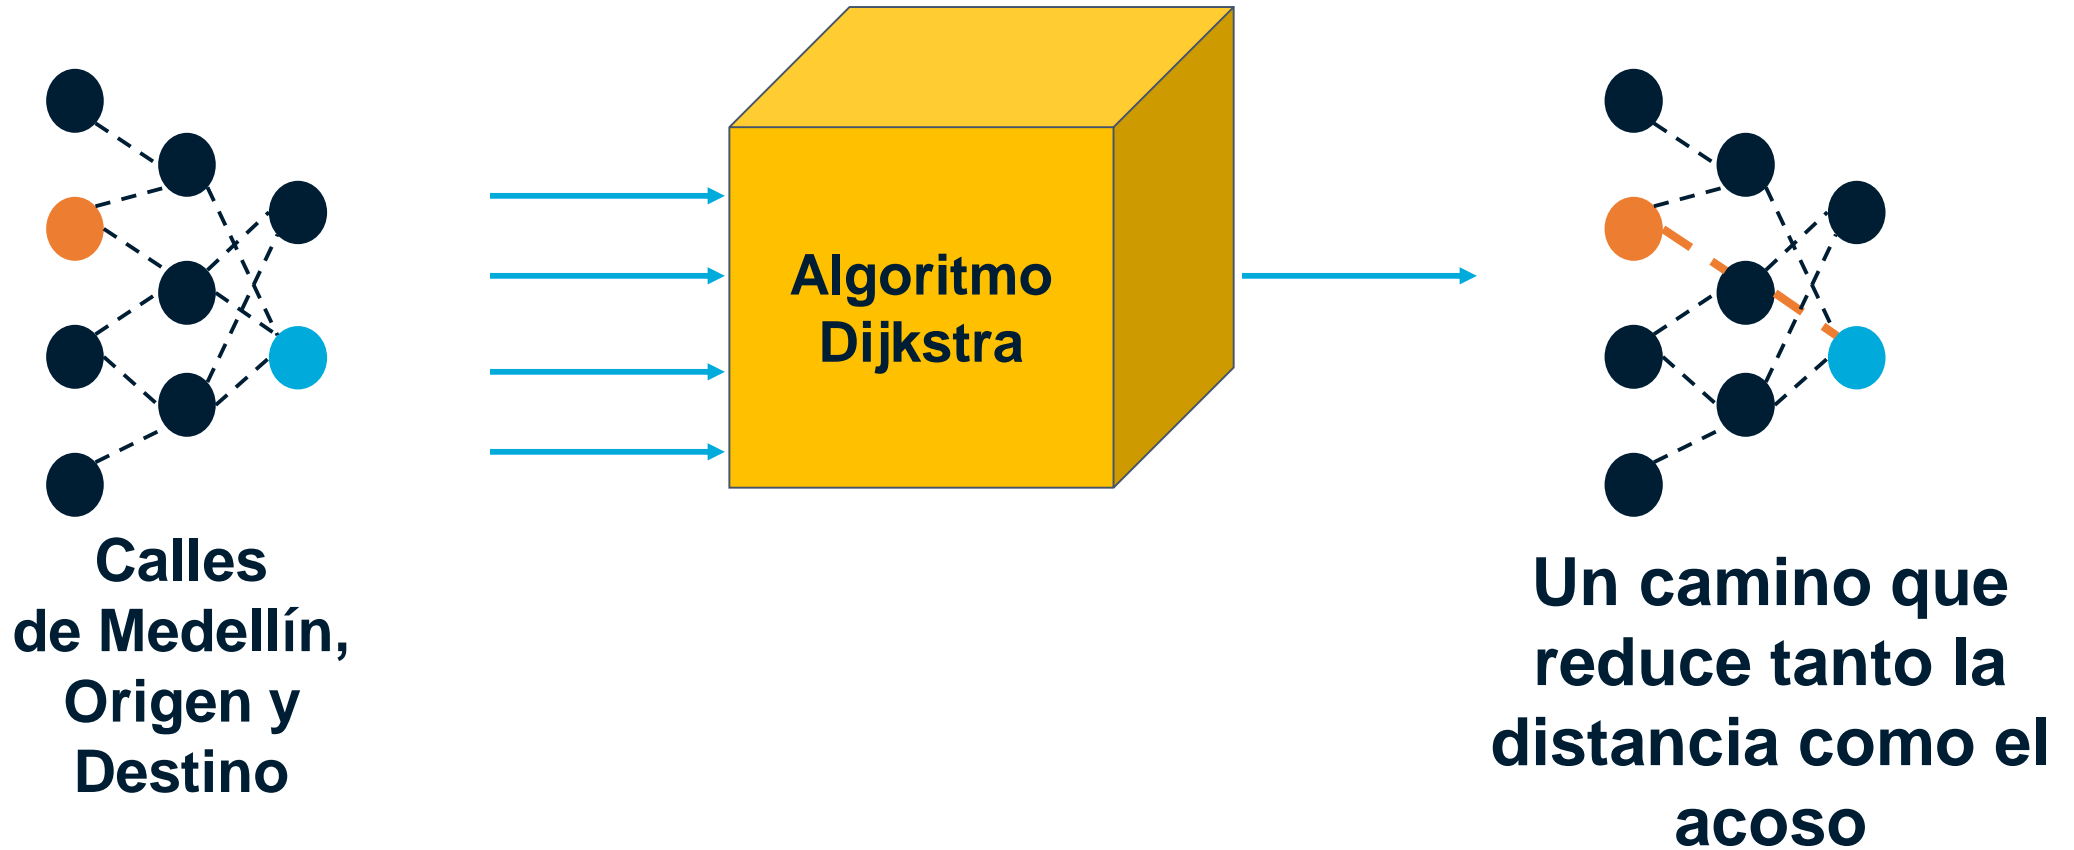 Algoritmo
Dijkstra
Calles
de Medellín,
Origen y
Destino
Un camino que
reduce tanto la
distancia como el
acoso